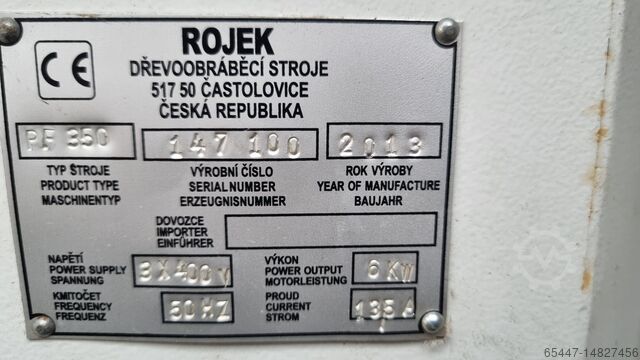 CE
ROJEK
DŘEVOOBRÁBĚCÍ STROJE
517 50 ČASTOLOVICE
ČESKÁ REPUBLIKA
PF 350 147 100 2013
TYP STROJE VÝROBNÍ ČÍSLO ROK VÝROBY
PRODUCT TYPE SERIAL NUMBER YEAR OF MANUFACTURE
MASCHINENTYP ERZEUGNISNUMMER BAUJAHR
DOVOZCE
IMPORTER
EINFÜHRER
NAPĚTÍ
POWER SUPPLY
SPANNUNG
3 X 400 V
VÝKON
POWER OUTPUT
MOTORLEISTUNG
6 KW
KMITOČET
FREQUENCY
FREQUENZ
50 HZ
PROUD
CURRENT
STROM
135 A
65447-14827456